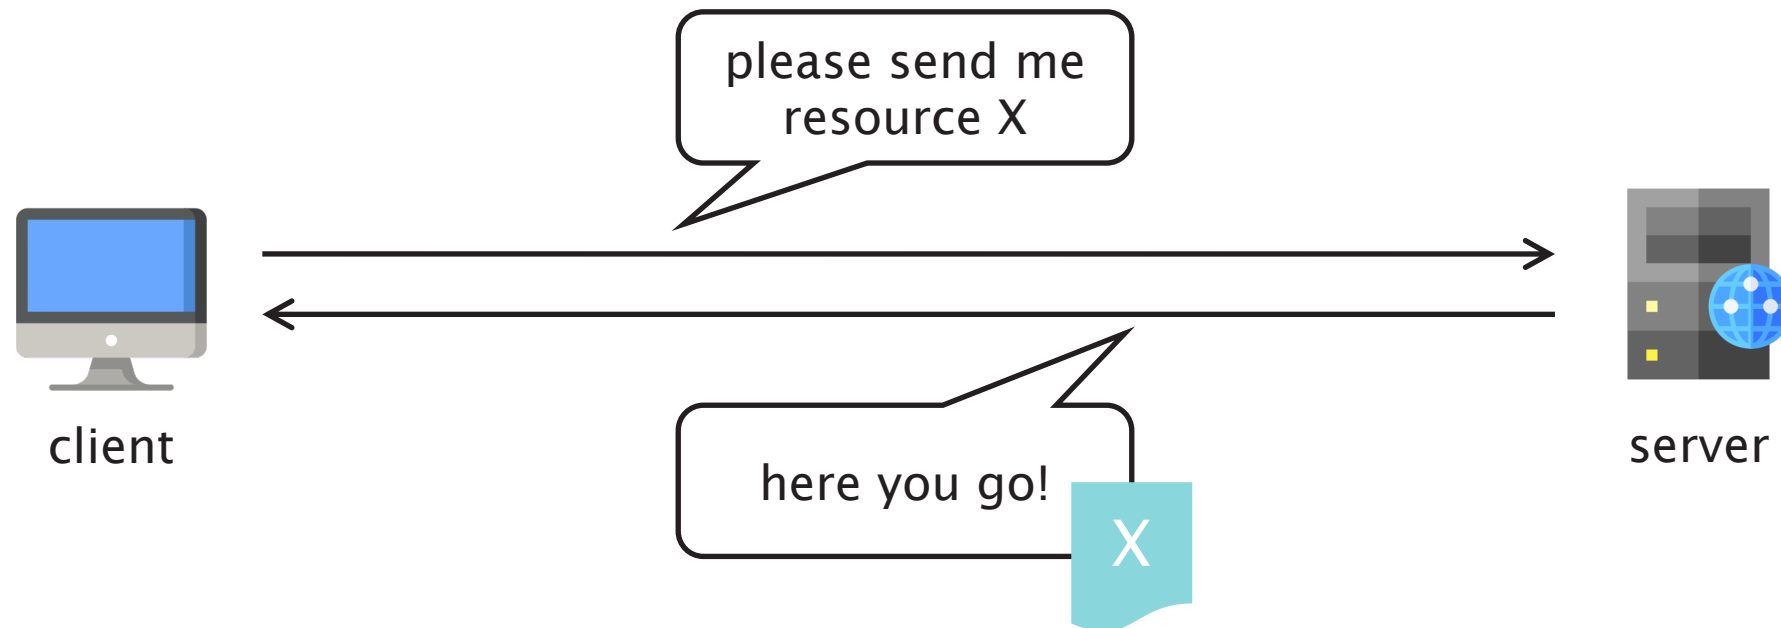 please send me
resource X
client
server
here you go!
X